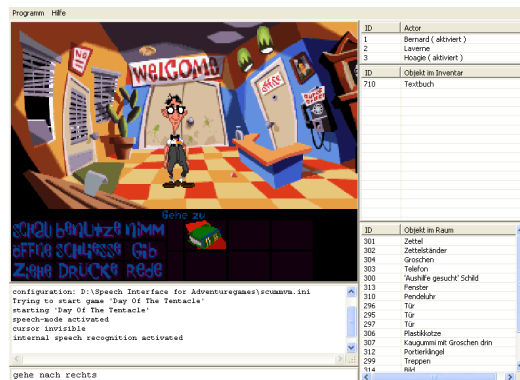 Programm Hilfe
ID Actor
1 Bernard ( aktiviert )
2 Laverne
3 Hoagie ( aktiviert )
ID Objekt im Inventar
710 Textbuch
NO
WELCOME
office
Gehe zu
SCHAU BENUTZE NIMM
ÖFFNE SCHLIESSE GIB
ZIEHE DRÜCKE REDE
ID Objekt im Raum
301 Zettel
302 Zettelständer
304 Groschen
303 Telefon
300 'Aushilfe gesucht' Schild
313 Fenster
310 Pendeluhr
296 Tür
295 Tür
297 Tür
306 Plastikkotze
307 Kaugummi mit Groschen drin
312 Portierklingel
299 Treppen
314 Bild
configuration: D:\Speech Interface for Adventuregames\scummvm.ini
Trying to start game 'Day Of The Tentacle'
starting 'Day Of The Tentacle'
speech-mode activated
cursor invisible
internal speech recognition activated
gehe nach rechts